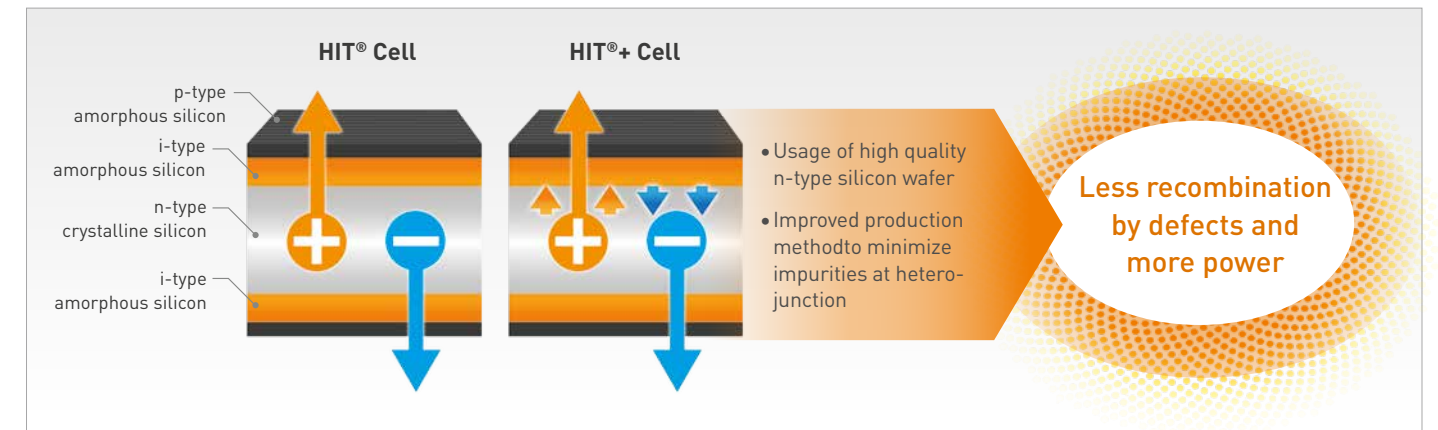 HIT® Cell
HIT®+ Cell
p-type
amorphous silicon
i-type
amorphous silicon
n-type
crystalline silicon
i-type
amorphous silicon
• Usage of high quality
n-type silicon wafer
• Improved production
methodto minimize
impurities at hetero-
junction
Less recombination
by defects and
more power